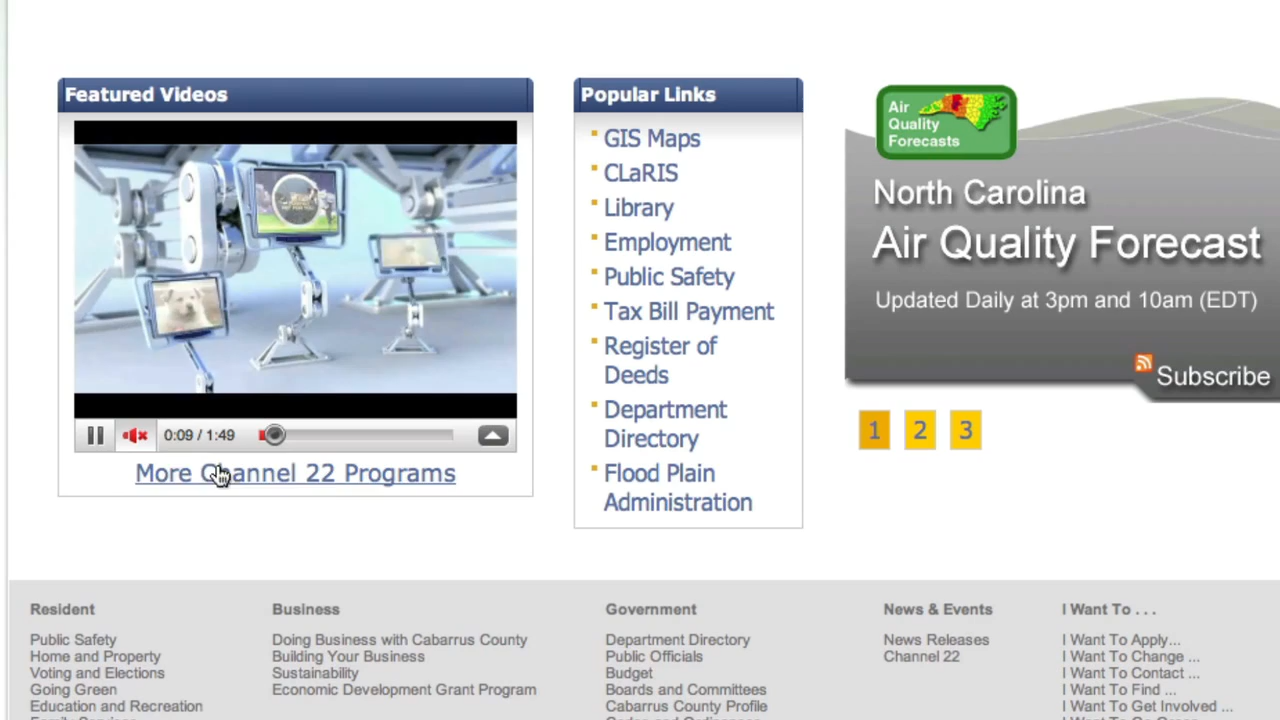 Featured Videos
0:09 / 1:49
More Channel 22 Programs
Popular Links
GIS Maps
CLaRIS
Library
Employment
Public Safety
Tax Bill Payment
Register of
Deeds
Department
Directory
Flood Plain
Administration
Air
Quality
Forecasts
North Carolina
Air Quality Forecast
Updated Daily at 3pm and 10am (EDT)
Subscribe
1 2 3
Resident
Public Safety
Home and Property
Voting and Elections
Going Green
Education and Recreation
Business
Doing Business with Cabarrus County
Building Your Business
Sustainability
Economic Development Grant Program
Government
Department Directory
Public Officials
Budget
Boards and Committees
Cabarrus County Profile
News & Events
News Releases
Channel 22
I Want To . . .
I Want To Apply...
I Want To Change ...
I Want To Contact ...
I Want To Find ...
I Want To Get Involved ...